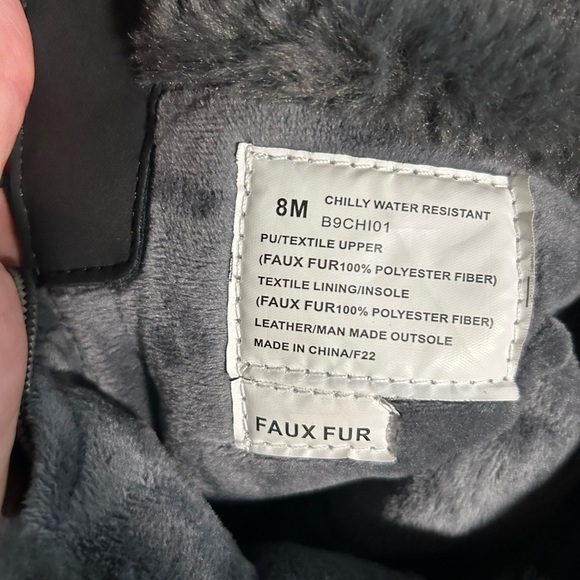 8M CHILLY WATER RESISTANT
B9CHI01
PU/TEXTILE UPPER
(FAUX FUR100% POLYESTER FIBER)
TEXTILE LINING/INSOLE
(FAUX FUR100% POLYESTER FIBER)
LEATHER/MAN MADE OUTSOLE
MADE IN CHINA/F22
FAUX FUR